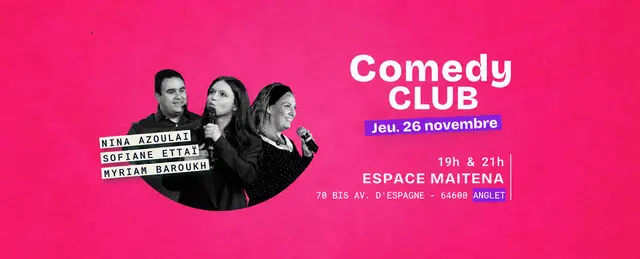 NINA AZOULAI
SOFIANE ETTAÏ
MYRIAM BAROUKH
Comedy
CLUB
Jeu. 26 novembre
19h & 21h
ESPACE MAITENA
70 BIS AV. D'ESPAGNE - 64600 ANGLET